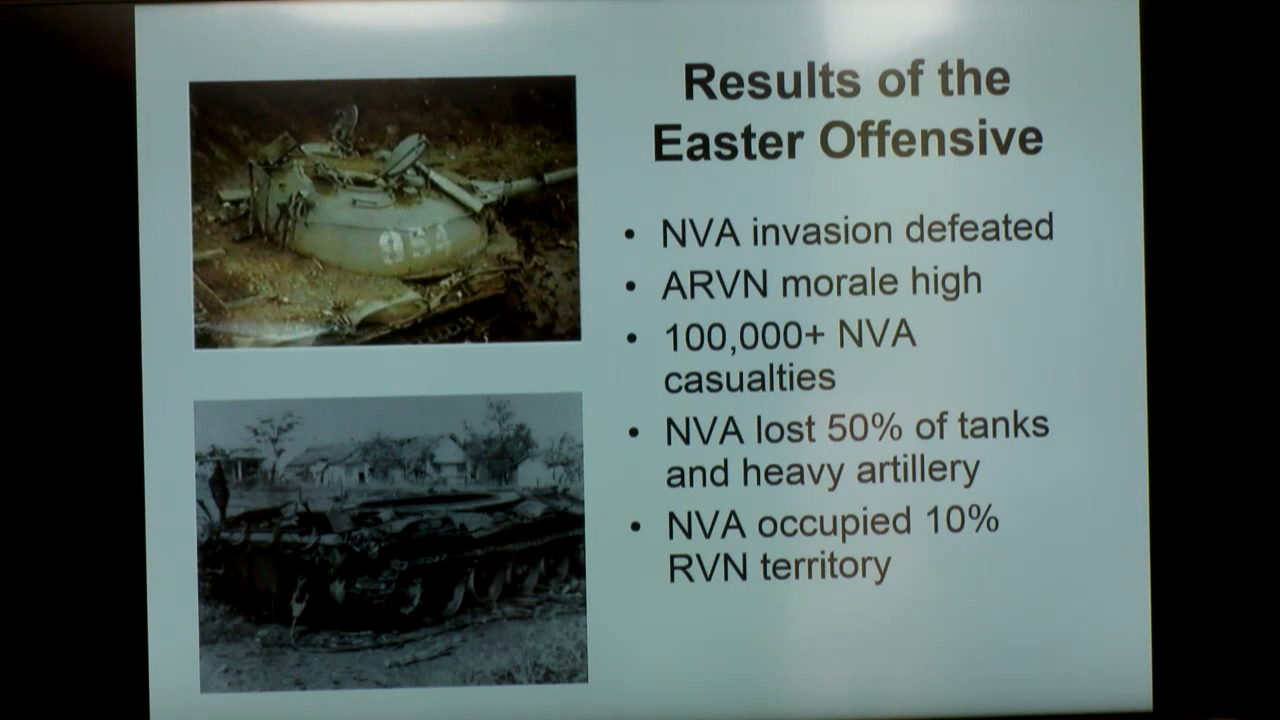 Results of the
Easter Offensive
• NVA invasion defeated
• ARVN morale high
• 100,000+ NVA
casualties
• NVA lost 50% of tanks
and heavy artillery
• NVA occupied 10%
RVN territory